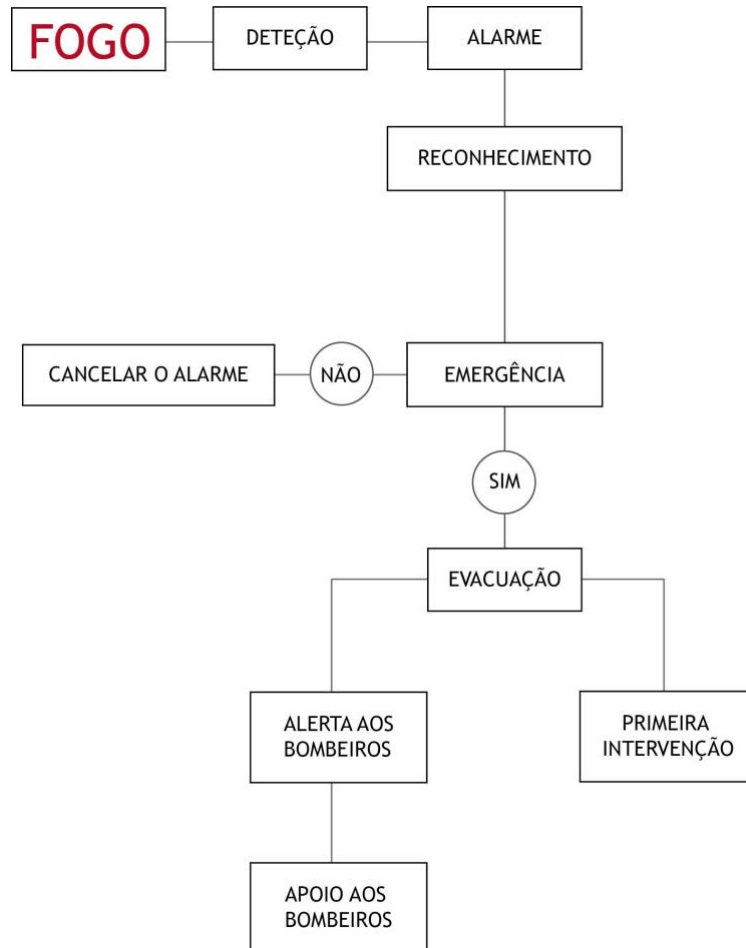 FOGO
DETEÇÃO
ALARME
RECONHECIMENTO
CANCELAR O ALARME
NÃO
EMERGÊNCIA
SIM
EVACUAÇÃO
ALERTA AOS
BOMBEIROS
PRIMEIRA
INTERVENÇÃO
APOIO AOS
BOMBEIROS